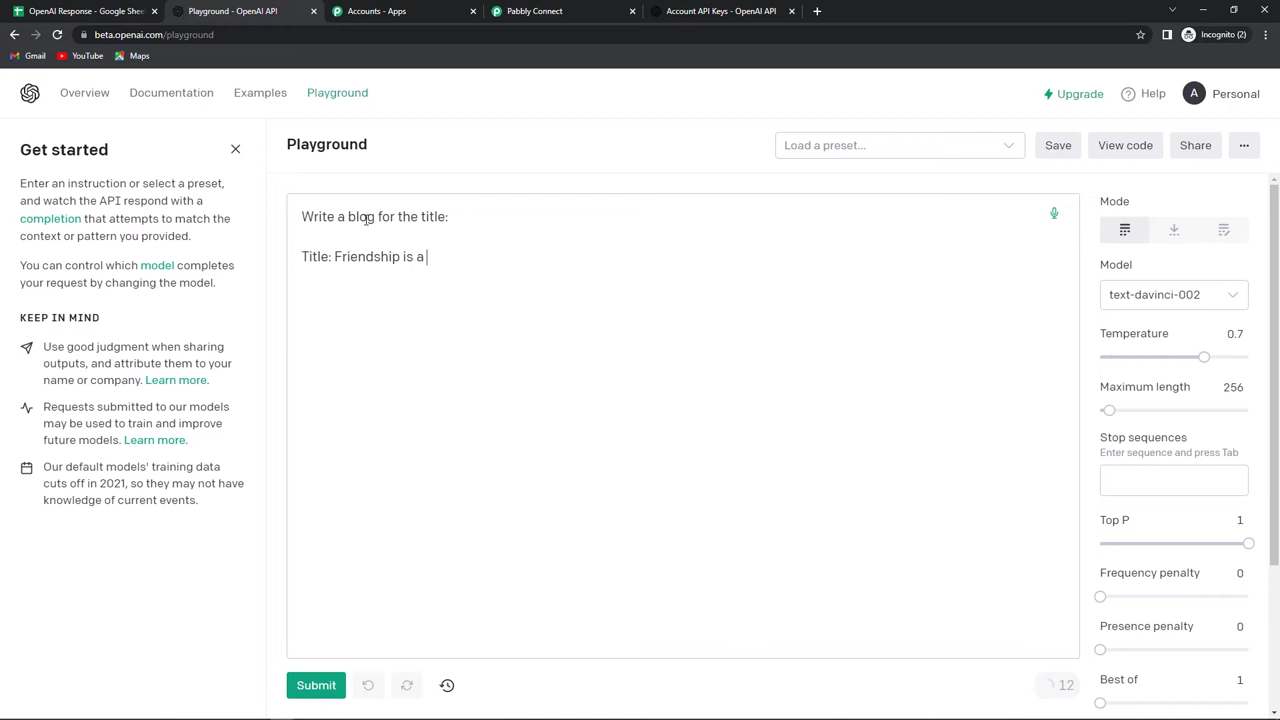 OpenAI Response - Google Sheets
Playground - OpenAI API
Accounts - Apps
Pabbly Connect
Account API Keys - OpenAI API
beta.openai.com/playground
Incognito (2)
Gmail
YouTube
Maps
Overview
Documentation
Examples
Playground
Upgrade
Help
A
Personal
Get started
Enter an instruction or select a preset,
and watch the API respond with a
completion that attempts to match the
context or pattern you provided.
You can control which model completes
your request by changing the model.
KEEP IN MIND
Use good judgment when sharing
outputs, and attribute them to your
name or company. Learn more.
Requests submitted to our models
may be used to train and improve
future models. Learn more.
Our default models' training data
cuts off in 2021, so they may not have
knowledge of current events.
Playground
Load a preset...
Save
View code
Share
...
Write a blog for the title:
Title: Friendship is a
Submit
12
Mode
Model
text-davinci-002
Temperature 0.7
Maximum length 256
Stop sequences
Enter sequence and press Tab
Top P 1
Frequency penalty 0
Presence penalty 0
Best of 1